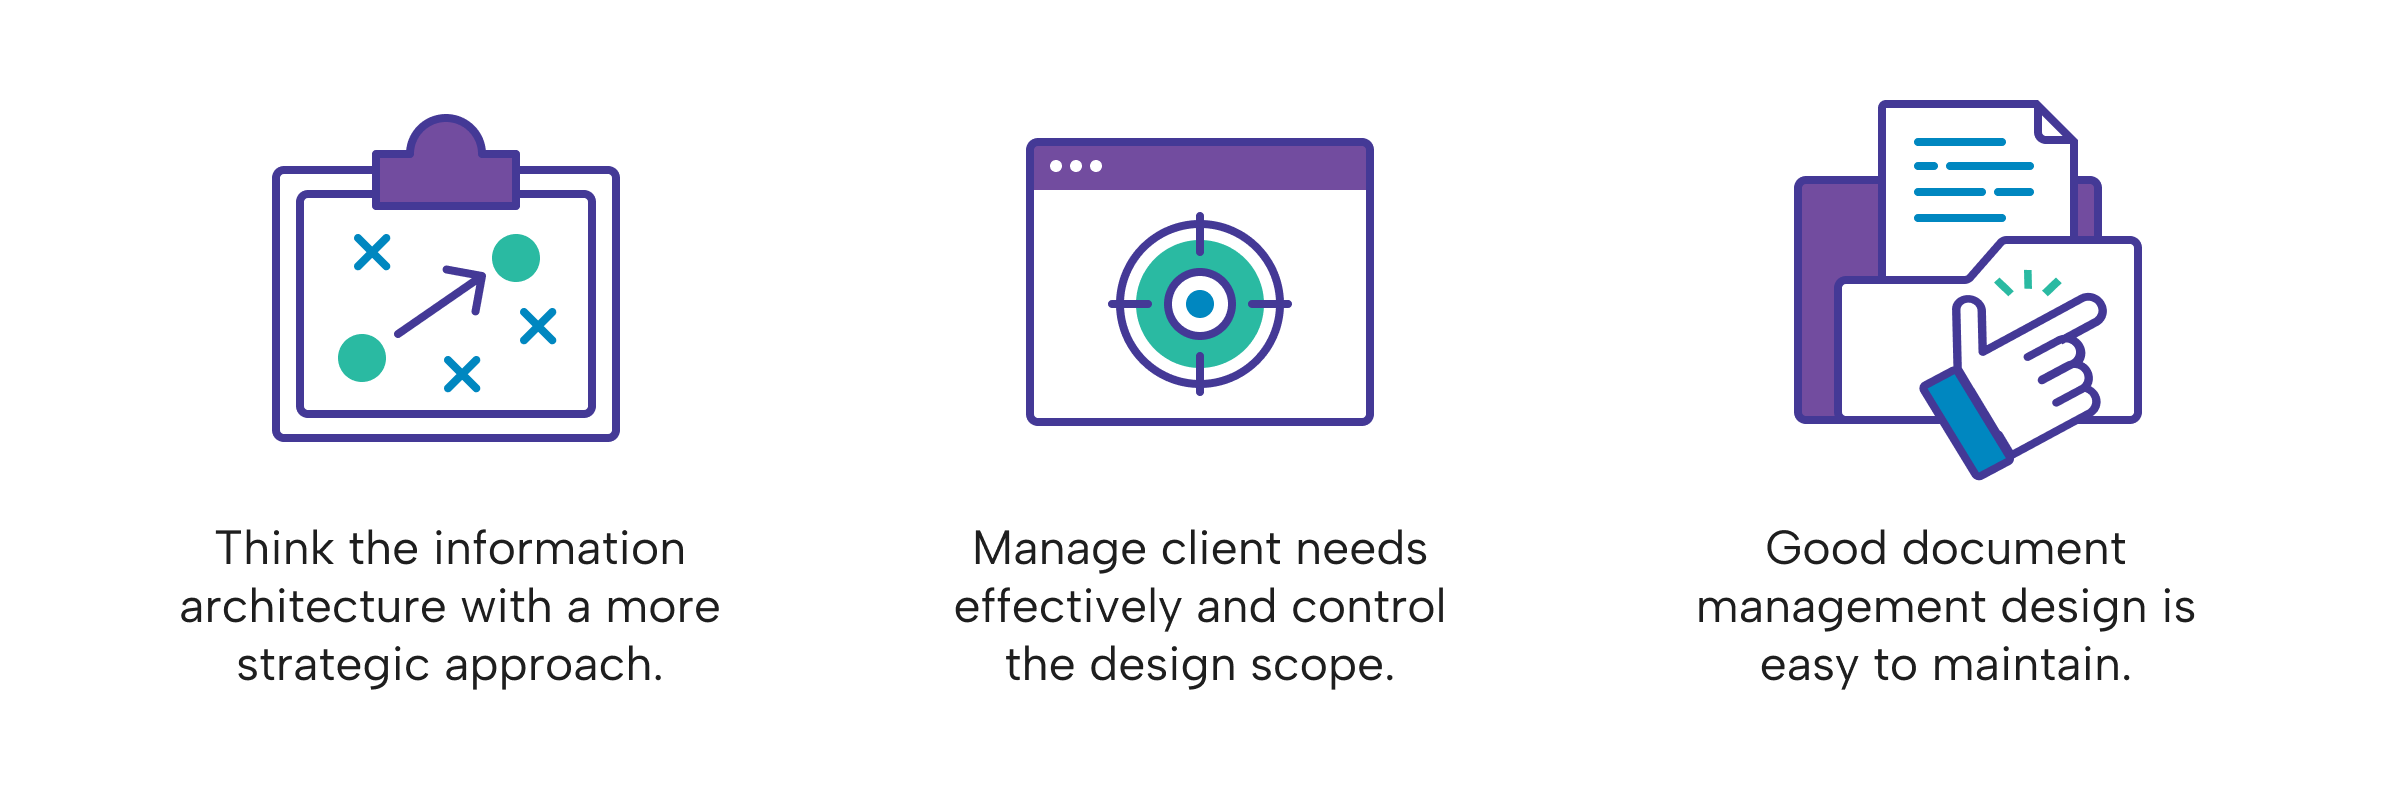 Think the information
architecture with a more
strategic approach.
Manage client needs
effectively and control
the design scope.
Good document
management design is
easy to maintain.